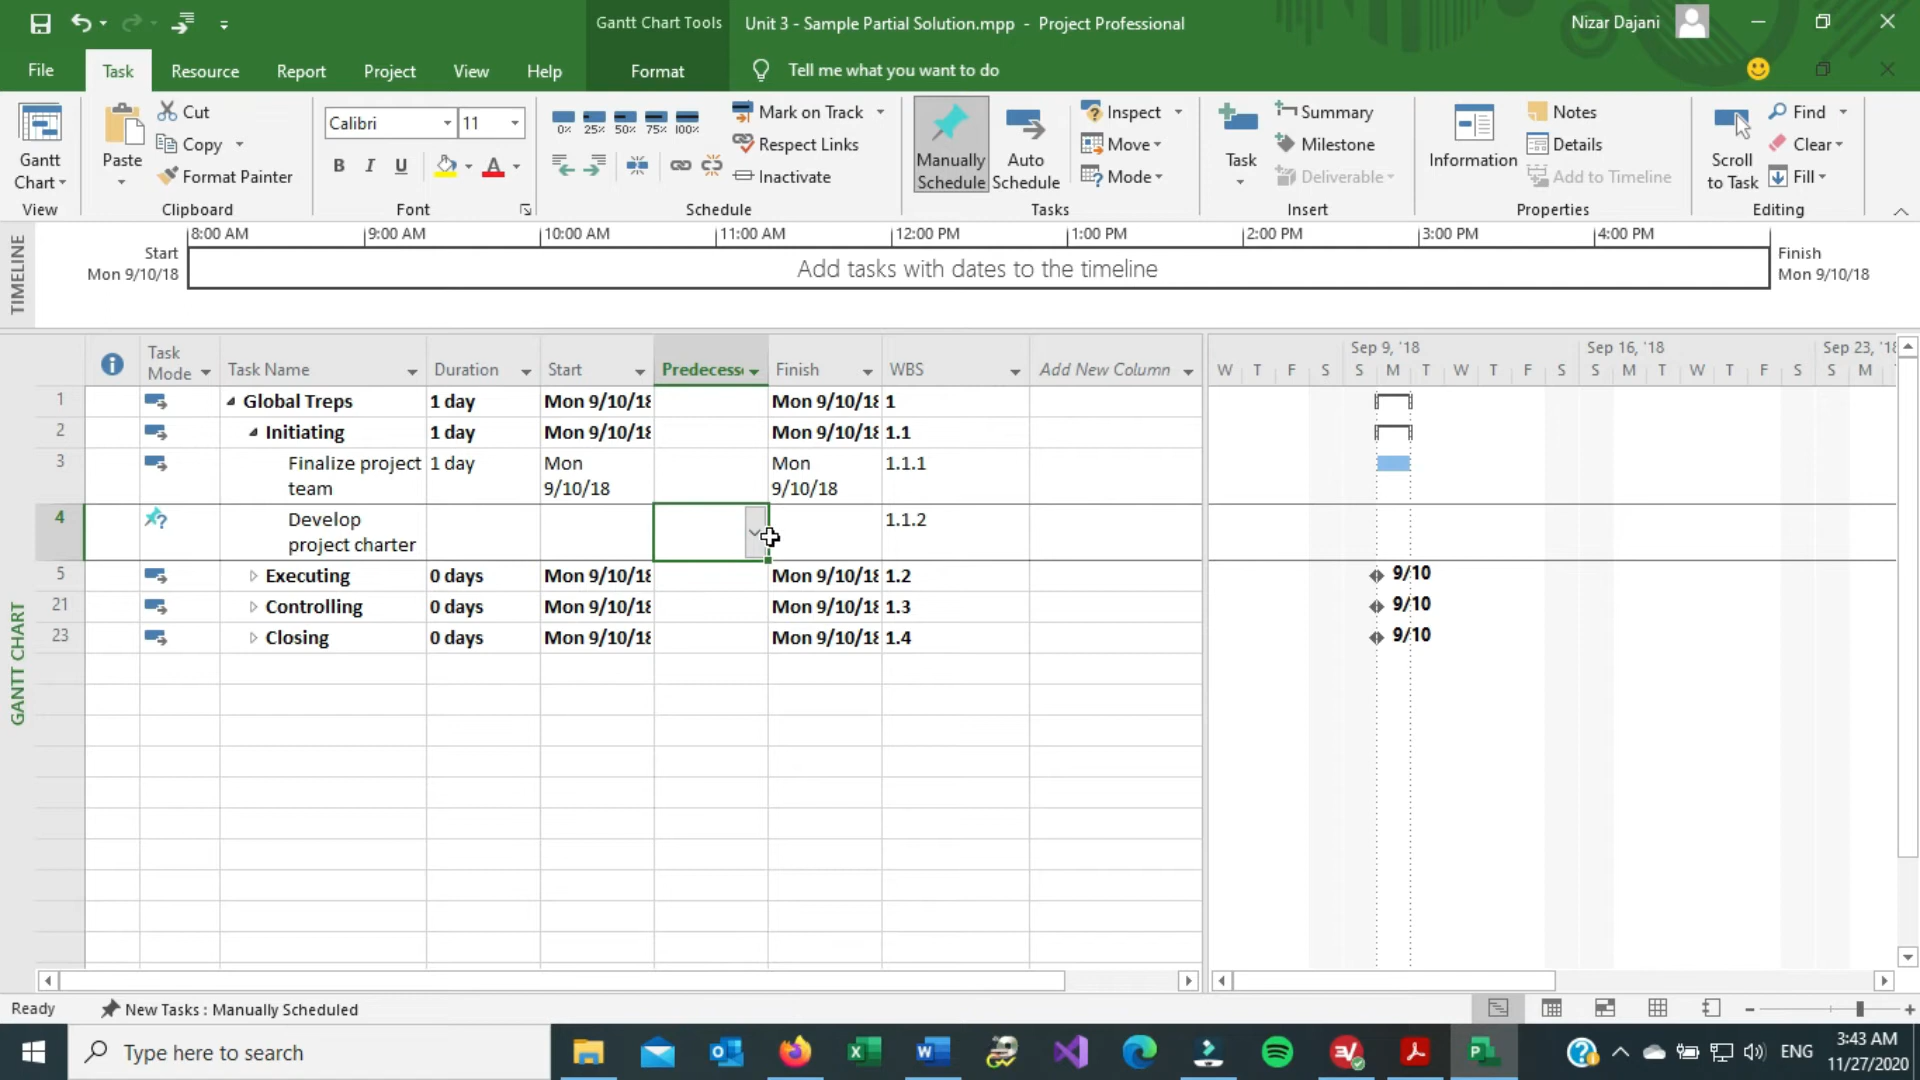 Gantt Chart Tools
Unit 3 - Sample Partial Solution.mpp - Project Professional
Nizar Dajani
File
Task
Resource
Report
Project
View
Help
Format
Tell me what you want to do
Gantt
Chart
View
Paste
Cut
Copy
Format Painter
Clipboard
Calibri
11
B I U
A
Font
0% 25% 50% 75% 100%
Mark on Track
Respect Links
Inactivate
Schedule
Manually
Schedule
Auto
Schedule
Inspect
Move
Mode
Tasks
Task
Summary
Milestone
Deliverable
Insert
Information
Notes
Details
Add to Timeline
Properties
Scroll
to Task
Find
Clear
Fill
Editing
TIMELINE
8:00 AM 9:00 AM 10:00 AM 11:00 AM 12:00 PM 1:00 PM 2:00 PM 3:00 PM 4:00 PM
Start
Mon 9/10/18
Add tasks with dates to the timeline
Finish
Mon 9/10/18
Task
Mode
Task Name
Duration
Start
Predecess
Finish
WBS
Add New Column
Sep 9, '18
Sep 16, '18
Sep 23, '18
W T F S S M T W T F S S M T W T F S S M
1 Global Treps 1 day Mon 9/10/18 Mon 9/10/18 1
2 Initiating 1 day Mon 9/10/18 Mon 9/10/18 1.1
3 Finalize project 1 day Mon Mon 1.1.1
team 9/10/18 9/10/18
4 Develop 1.1.2
project charter
5 Executing 0 days Mon 9/10/18 Mon 9/10/18 1.2 9/10
21 Controlling 0 days Mon 9/10/18 Mon 9/10/18 1.3 9/10
23 Closing 0 days Mon 9/10/18 Mon 9/10/18 1.4 9/10
GANTT CHART
Ready
New Tasks : Manually Scheduled
Type here to search
ENG
3:43 AM
11/27/2020